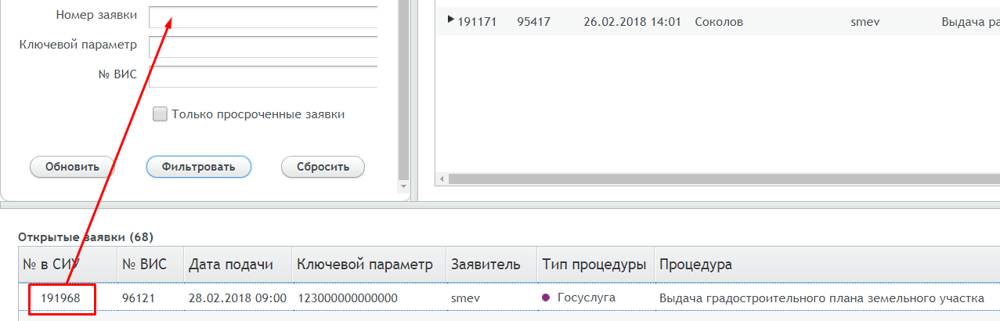 Номер заявки
Ключевой параметр
№ ВИС
Только просроченные заявки
Обновить Фильтровать Сбросить
191171 95417 26.02.2018 14:01 Соколов smev Выдача ра
Открытые заявки (68)
№ в СИУ № ВИС Дата подачи Ключевой параметр Заявитель Тип процедуры Процедура
191968 96121 28.02.2018 09:00 123000000000000 smev Госуслуга Выдача градостроительного плана земельного участка